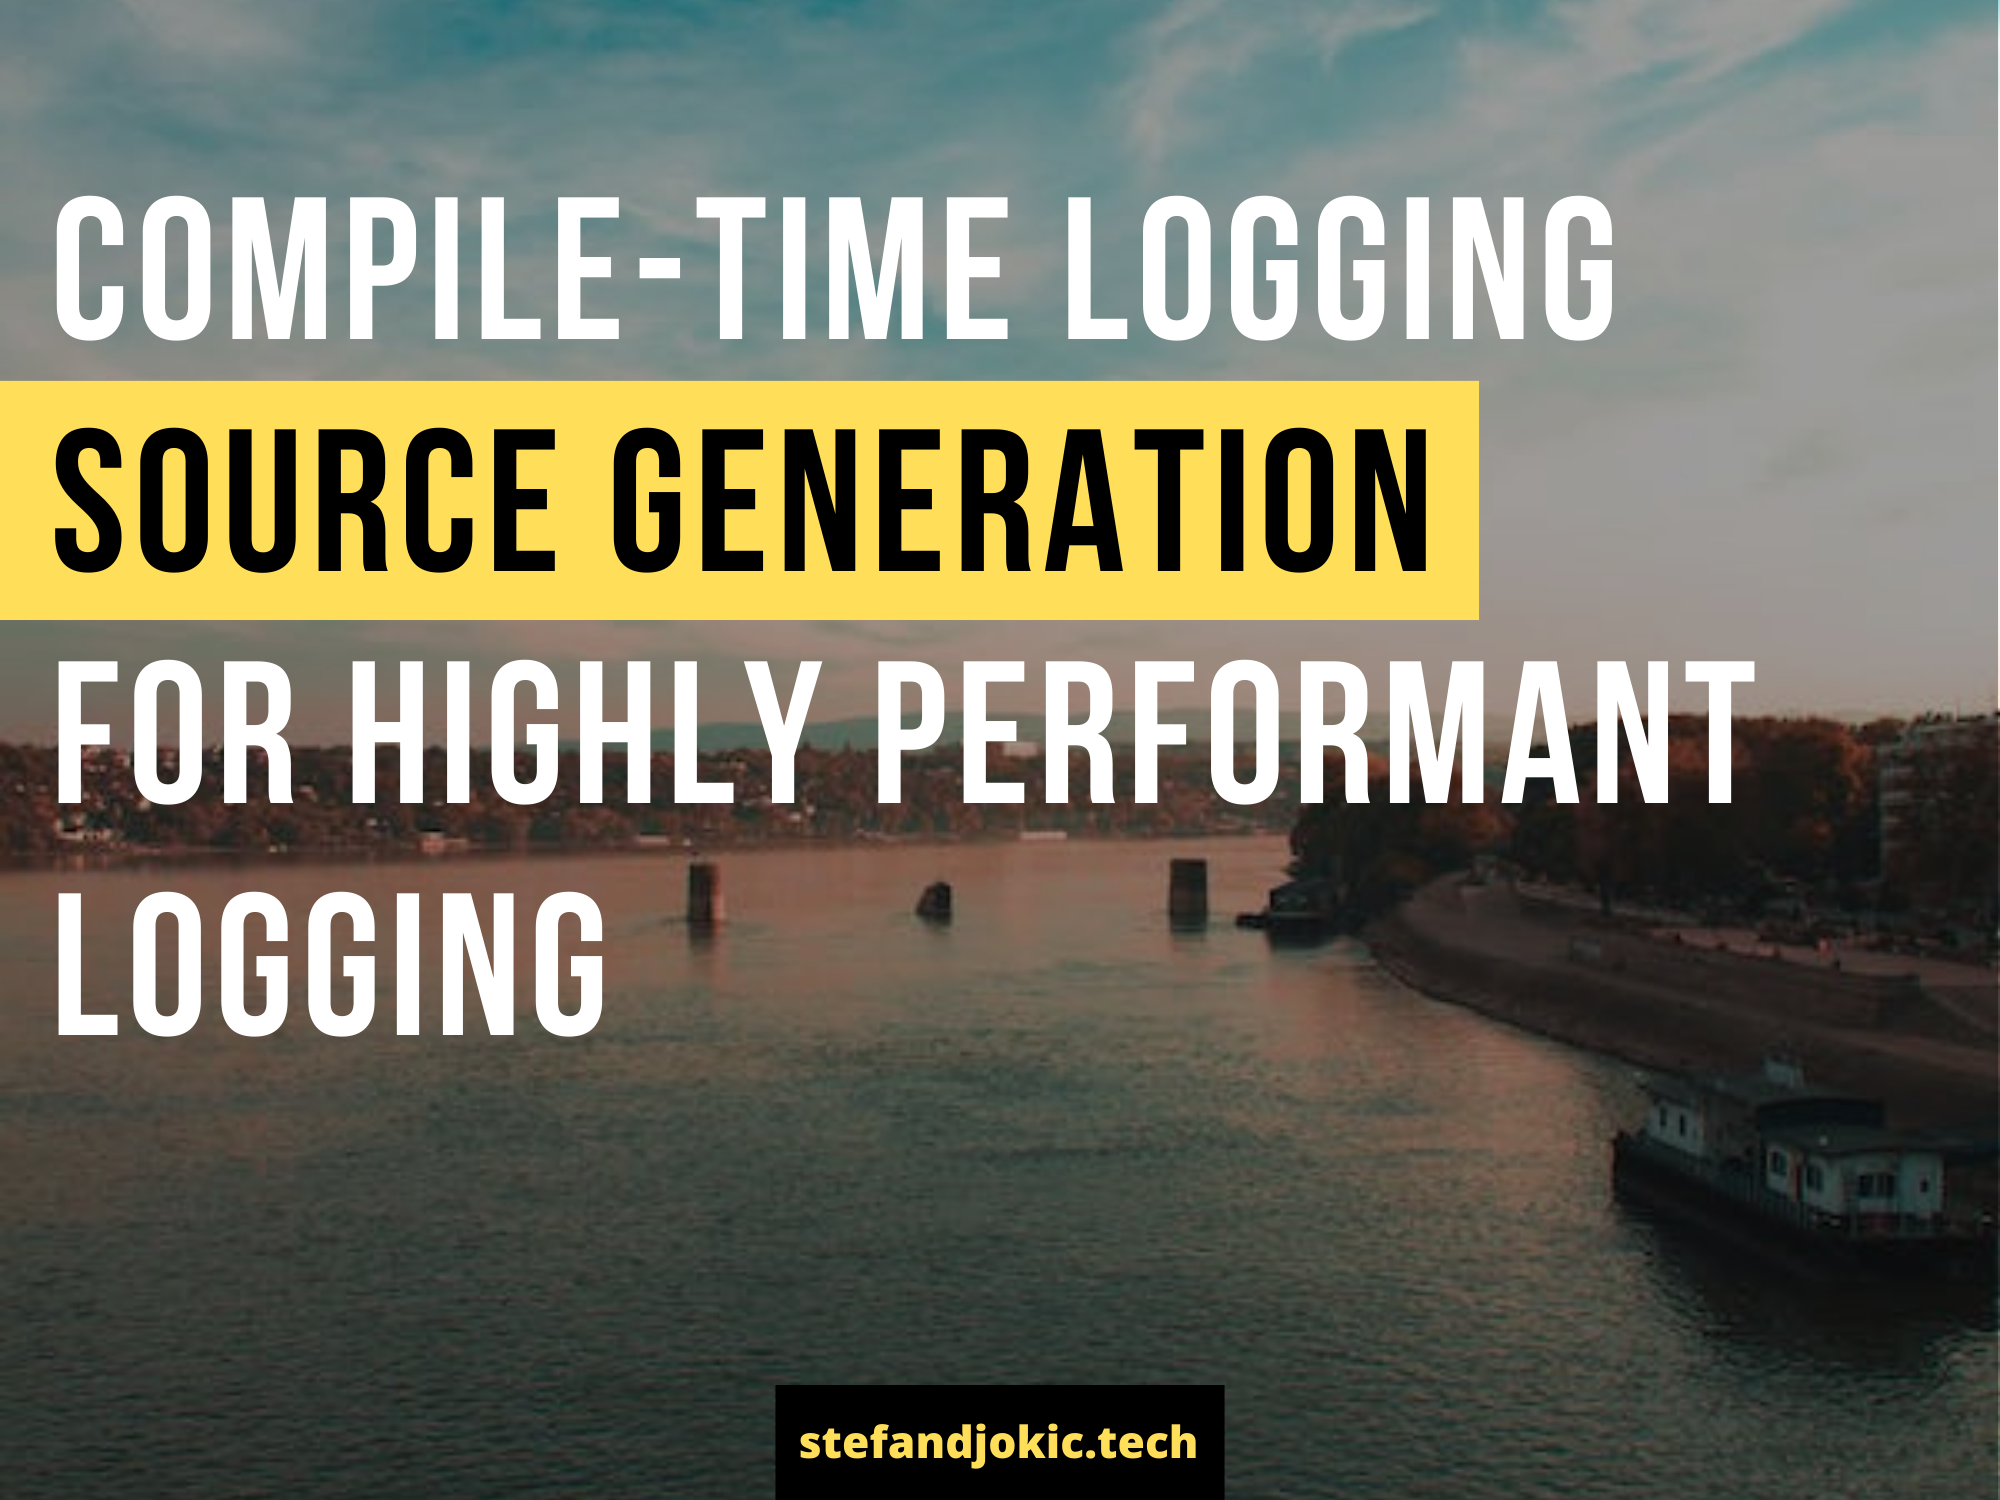 COMPILE-TIME LOGGING
SOURCE GENERATION
FOR HIGHLY PERFORMANT
LOGGING
stefandjokic.tech